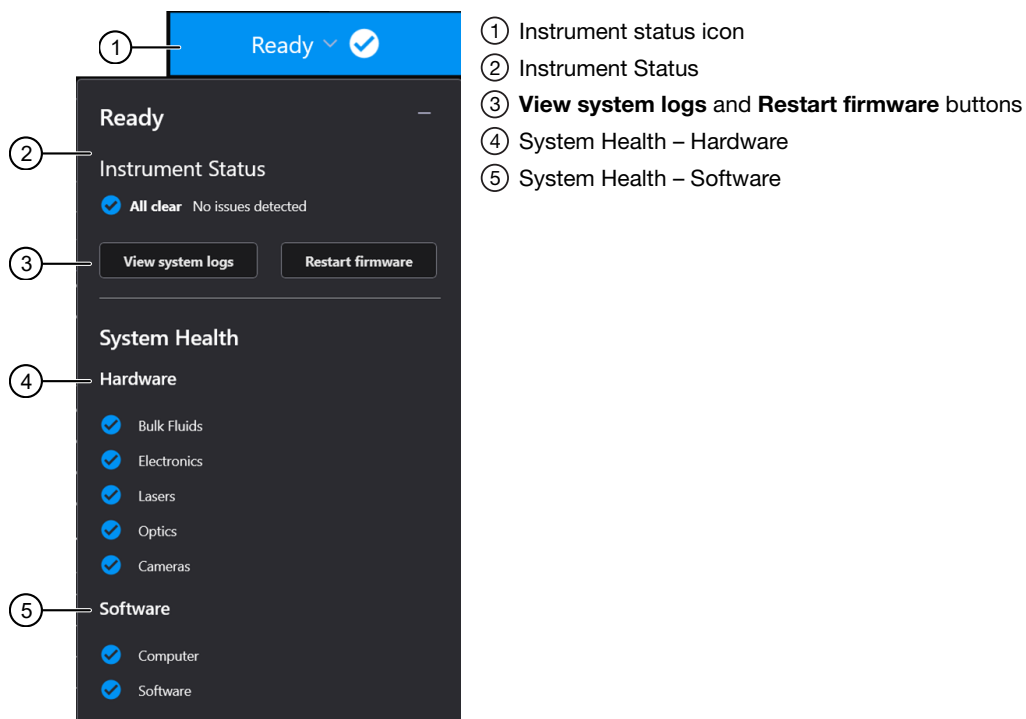 ① Ready
Ready
② Instrument Status
All clear No issues detected
③ View system logs Restart firmware
System Health
④ Hardware
Bulk Fluids
Electronics
Lasers
Optics
Cameras
⑤ Software
Computer
Software
① Instrument status icon
② Instrument Status
③ View system logs and Restart firmware buttons
④ System Health – Hardware
⑤ System Health – Software